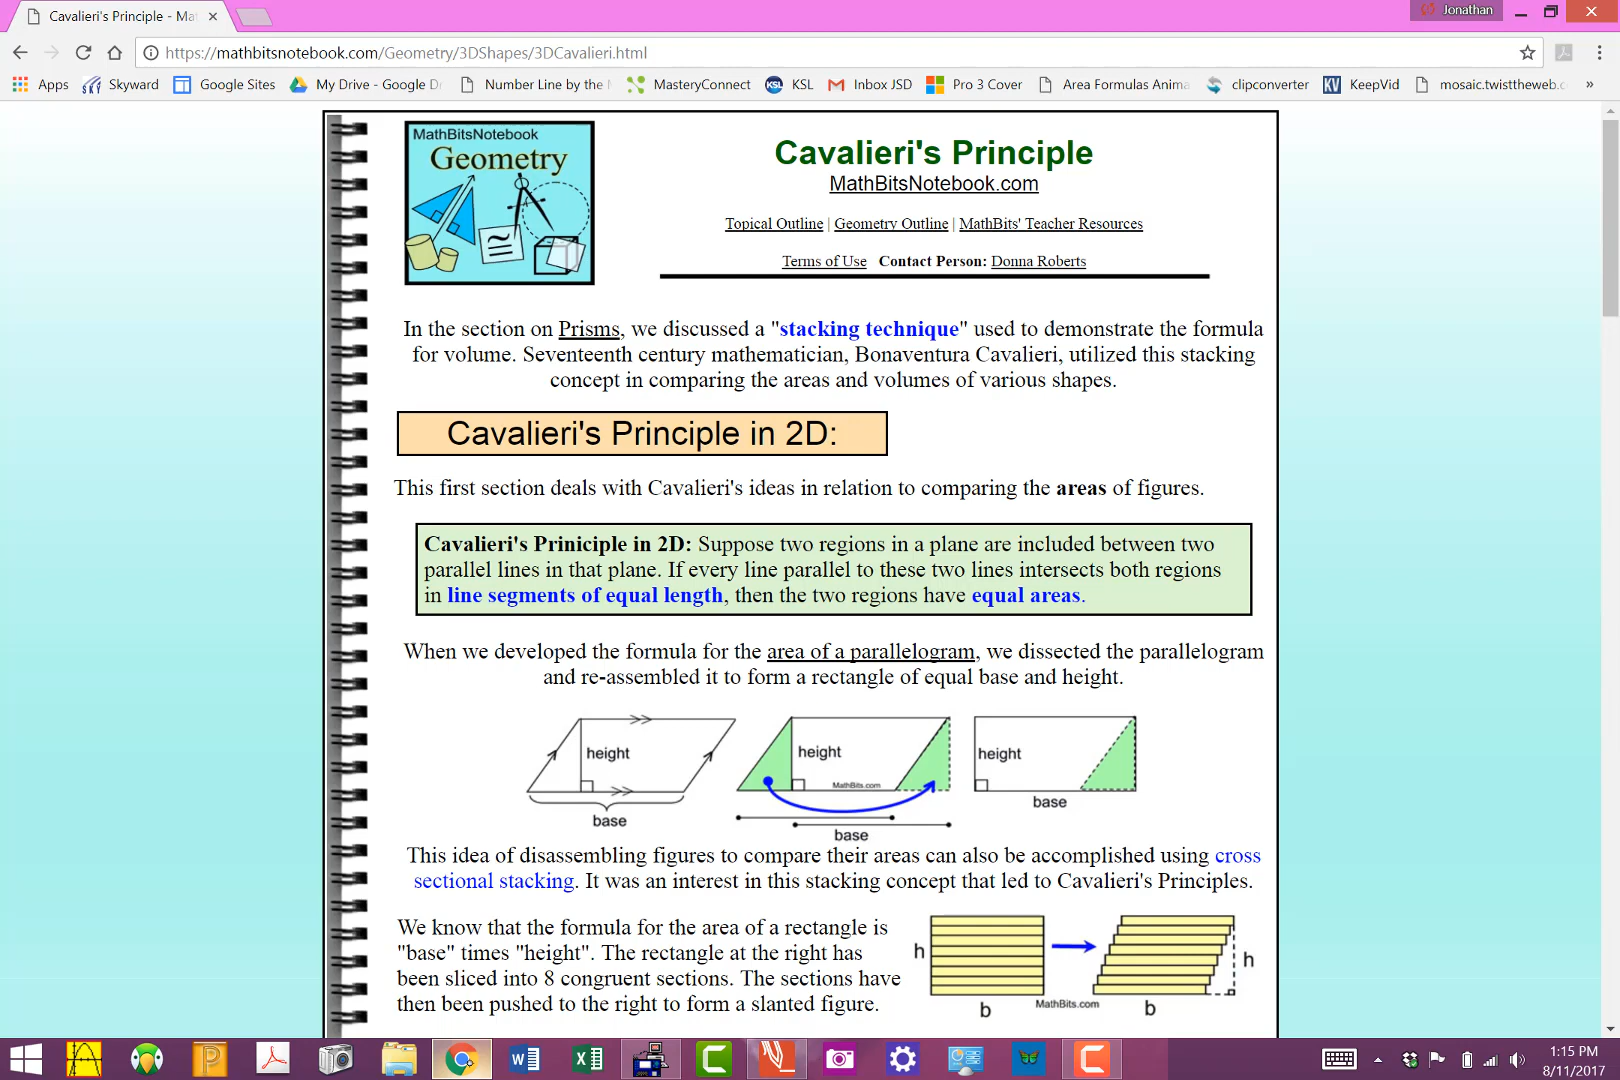 Cavalieri's Principle - Mat
Jonathan
https://mathbitsnotebook.com/Geometry/3DShapes/3DCavalieri.html
Apps Skyward Google Sites My Drive - Google Dr Number Line by the MasteryConnect KSL Inbox JSD Pro 3 Cover Area Formulas Anima clipconverter KV KeepVid mosaic.twisttheweb.c »
MathBitsNotebook
Geometry
Cavalieri's Principle
MathBitsNotebook.com
Topical Outline | Geometry Outline | MathBits' Teacher Resources
Terms of Use Contact Person: Donna Roberts
In the section on Prisms, we discussed a "stacking technique" used to demonstrate the formula
for volume. Seventeenth century mathematician, Bonaventura Cavalieri, utilized this stacking
concept in comparing the areas and volumes of various shapes.
Cavalieri's Principle in 2D:
This first section deals with Cavalieri's ideas in relation to comparing the areas of figures.
Cavalieri's Priniciple in 2D: Suppose two regions in a plane are included between two
parallel lines in that plane. If every line parallel to these two lines intersects both regions
in line segments of equal length, then the two regions have equal areas.
When we developed the formula for the area of a parallelogram, we dissected the parallelogram
and re-assembled it to form a rectangle of equal base and height.
height
base
height
MathBits.com
base
height
base
This idea of disassembling figures to compare their areas can also be accomplished using cross
sectional stacking. It was an interest in this stacking concept that led to Cavalieri's Principles.
We know that the formula for the area of a rectangle is
"base" times "height". The rectangle at the right has
been sliced into 8 congruent sections. The sections have
then been pushed to the right to form a slanted figure.
h
b
MathBits.com
h
b
1:15 PM
8/11/2017